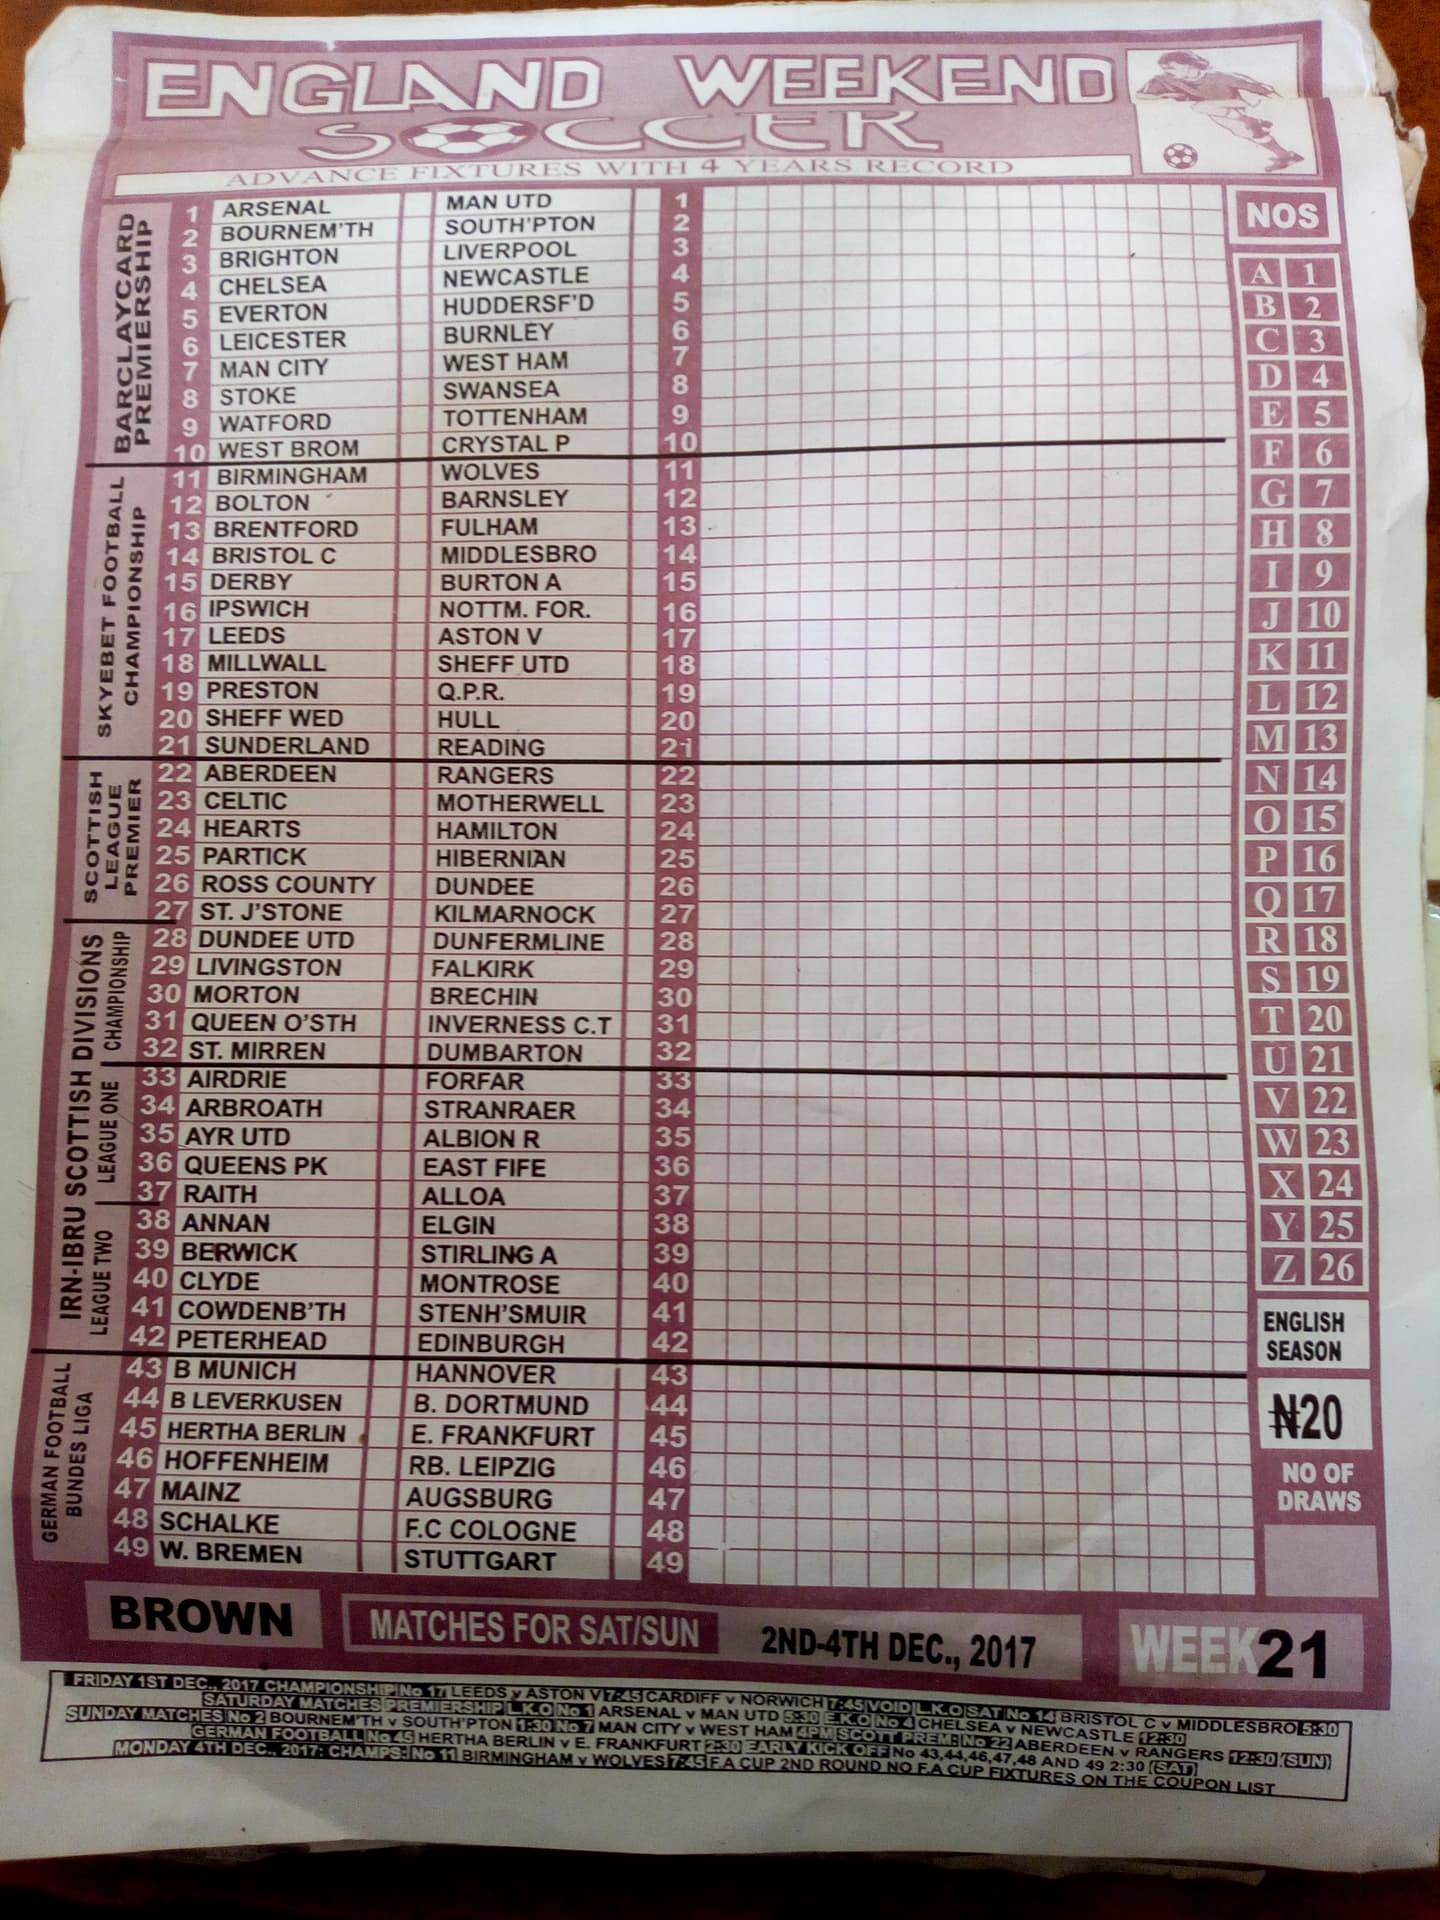 ENGLAND WEEKEND
SOCCER
ADVANCE FIXTURES WITH 4 YEARS RECORD
BARCLAYCARD PREMIERSHIP
1 ARSENAL MAN UTD 1
2 BOURNEM'TH SOUTH'PTON 2
3 BRIGHTON LIVERPOOL 3
4 CHELSEA NEWCASTLE 4
5 EVERTON HUDDERSF'D 5
6 LEICESTER BURNLEY 6
7 MAN CITY WEST HAM 7
8 STOKE SWANSEA 8
9 WATFORD TOTTENHAM 9
10 WEST BROM CRYSTAL P 10
SKYEBET FOOTBALL CHAMPIONSHIP
11 BIRMINGHAM WOLVES 11
12 BOLTON BARNSLEY 12
13 BRENTFORD FULHAM 13
14 BRISTOL C MIDDLESBRO 14
15 DERBY BURTON A 15
16 IPSWICH NOTTM. FOR. 16
17 LEEDS ASTON V 17
18 MILLWALL SHEFF UTD 18
19 PRESTON Q.P.R. 19
20 SHEFF WED HULL 20
21 SUNDERLAND READING 21
SCOTTISH LEAGUE PREMIER
22 ABERDEEN RANGERS 22
23 CELTIC MOTHERWELL 23
24 HEARTS HAMILTON 24
25 PARTICK HIBERNIAN 25
26 ROSS COUNTY DUNDEE 26
27 ST. J'STONE KILMARNOCK 27
IRN-IBRU SCOTTISH DIVISIONS
CHAMPIONSHIP
28 DUNDEE UTD DUNFERMLINE 28
29 LIVINGSTON FALKIRK 29
30 MORTON BRECHIN 30
31 QUEEN O'STH INVERNESS C.T 31
32 ST. MIRREN DUMBARTON 32
LEAGUE ONE
33 AIRDRIE FORFAR 33
34 ARBROATH STRANRAER 34
35 AYR UTD ALBION R 35
36 QUEENS PK EAST FIFE 36
37 RAITH ALLOA 37
LEAGUE TWO
38 ANNAN ELGIN 38
39 BERWICK STIRLING A 39
40 CLYDE MONTROSE 40
41 COWDENB'TH STENH'SMUIR 41
42 PETERHEAD EDINBURGH 42
GERMAN FOOTBALL BUNDES LIGA
43 B MUNICH HANNOVER 43
44 B LEVERKUSEN B. DORTMUND 44
45 HERTHA BERLIN E. FRANKFURT 45
46 HOFFENHEIM RB. LEIPZIG 46
47 MAINZ AUGSBURG 47
48 SCHALKE F.C COLOGNE 48
49 W. BREMEN STUTTGART 49
NOS
A 1
B 2
C 3
D 4
E 5
F 6
G 7
H 8
I 9
J 10
K 11
L 12
M 13
N 14
O 15
P 16
Q 17
R 18
S 19
T 20
U 21
V 22
W 23
X 24
Y 25
Z 26
ENGLISH
SEASON
₦20
NO OF
DRAWS
BROWN MATCHES FOR SAT/SUN 2ND-4TH DEC., 2017 WEEK 21
FRIDAY 1ST DEC., 2017 CHAMPIONSHIP No 17 LEEDS v ASTON V 7:45 CARDIFF v NORWICH 7:45 VOID L.K.O SAT No 14 BRISTOL C v MIDDLESBRO 5:30
SATURDAY MATCHES PREMIERSHIP L.K.O No 1 ARSENAL v MAN UTD 5:30 E.K.O No 4 CHELSEA v NEWCASTLE 12:30
SUNDAY MATCHES No 2 BOURNEM'TH v SOUTH'PTON 1:30 No 7 MAN CITY v WEST HAM 4PM SCOTT PREM: No 22 ABERDEEN v RANGERS 12:30 (SUN)
GERMAN FOOTBALL No 45 HERTHA BERLIN v E. FRANKFURT 2:30 EARLY KICK OFF No 43,44,46,47,48 AND 49 2:30 (SAT)
MONDAY 4TH DEC., 2017: CHAMPS: No 11 BIRMINGHAM v WOLVES 7:45 F.A CUP 2ND ROUND NO F.A CUP FIXTURES ON THE COUPON LIST